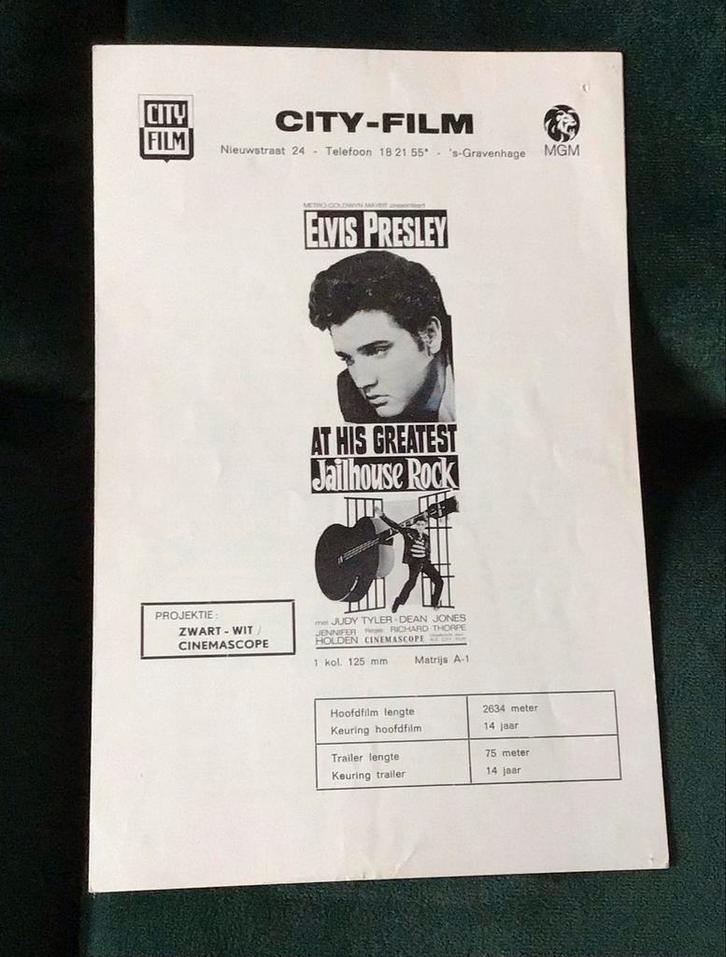 CITY
FILM
CITY-FILM
Nieuwstraat 24 - Telefoon 18 21 55* - 's-Gravenhage
MGM
METRO-GOLDWYN-MAYER presenteert
ELVIS PRESLEY
AT HIS GREATEST
Jailhouse Rock
PROJEKTIE:
ZWART-WIT /
CINEMASCOPE
met JUDY TYLER - DEAN JONES
JENNIFER HOLDEN Regie: RICHARD THORPE
CINEMASCOPE
1 kol. 125 mm Matrijs A-1
Hoofdfilm lengte 2634 meter
Keuring hoofdfilm 14 jaar
Trailer lengte 75 meter
Keuring trailer 14 jaar